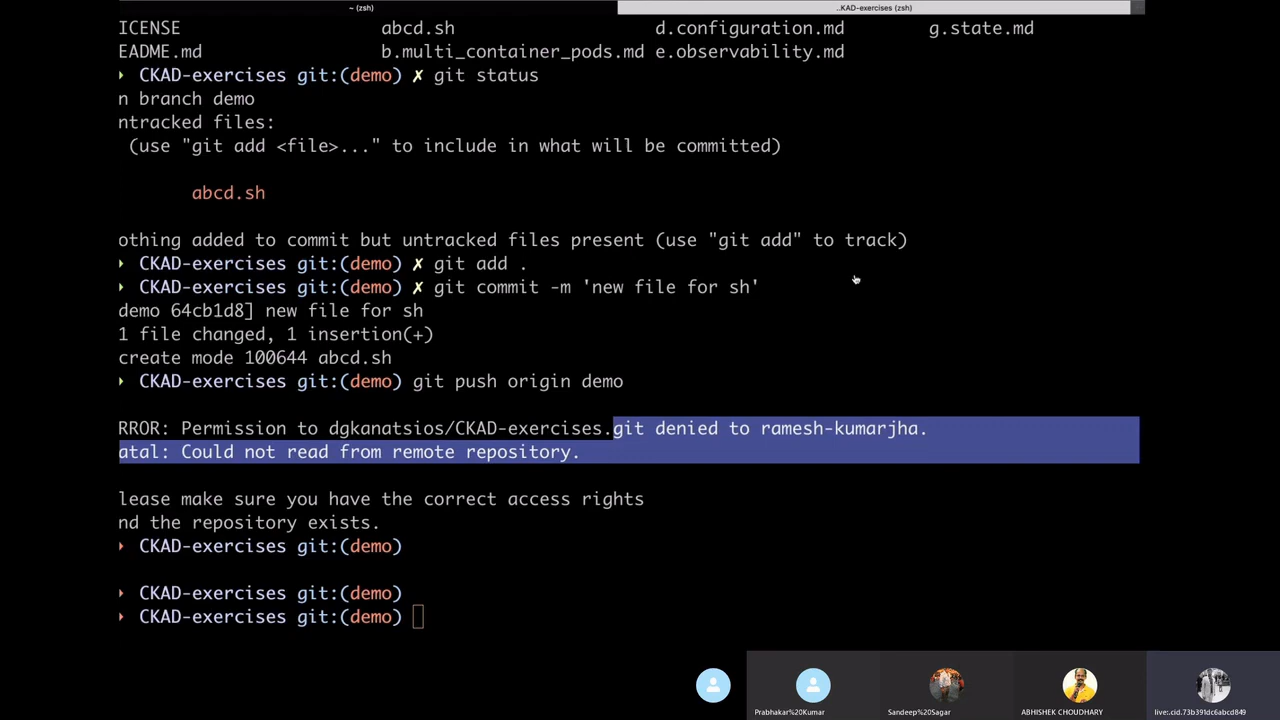 ~ (zsh)
..KAD-exercises (zsh)
ICENSE abcd.sh d.configuration.md g.state.md
EADME.md b.multi_container_pods.md e.observability.md
CKAD-exercises git:(demo) ✗ git status
n branch demo
ntracked files:
(use "git add <file>..." to include in what will be committed)
abcd.sh
othing added to commit but untracked files present (use "git add" to track)
CKAD-exercises git:(demo) ✗ git add .
CKAD-exercises git:(demo) ✗ git commit -m 'new file for sh'
demo 64cb1d8] new file for sh
1 file changed, 1 insertion(+)
create mode 100644 abcd.sh
CKAD-exercises git:(demo) git push origin demo
RROR: Permission to dgkanatsios/CKAD-exercises.git denied to ramesh-kumarjha.
atal: Could not read from remote repository.
lease make sure you have the correct access rights
nd the repository exists.
CKAD-exercises git:(demo)
CKAD-exercises git:(demo)
CKAD-exercises git:(demo)
Prabhakar%20Kumar
Sandeep%20Sagar
ABHISHEK CHOUDHARY
live:.cid.73b391dc6abcd849